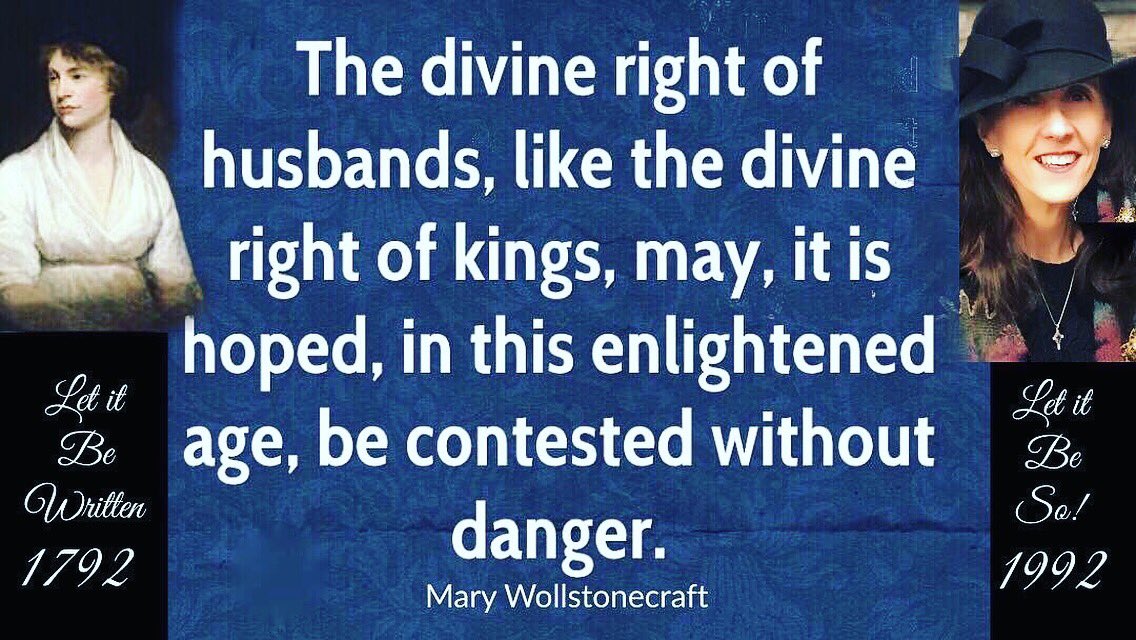 The divine right of
husbands, like the divine
right of kings, may, it is
hoped, in this enlightened
age, be contested without
danger.
Mary Wollstonecraft
Let it
Be
Written
1792
Let it
Be
So!
1992